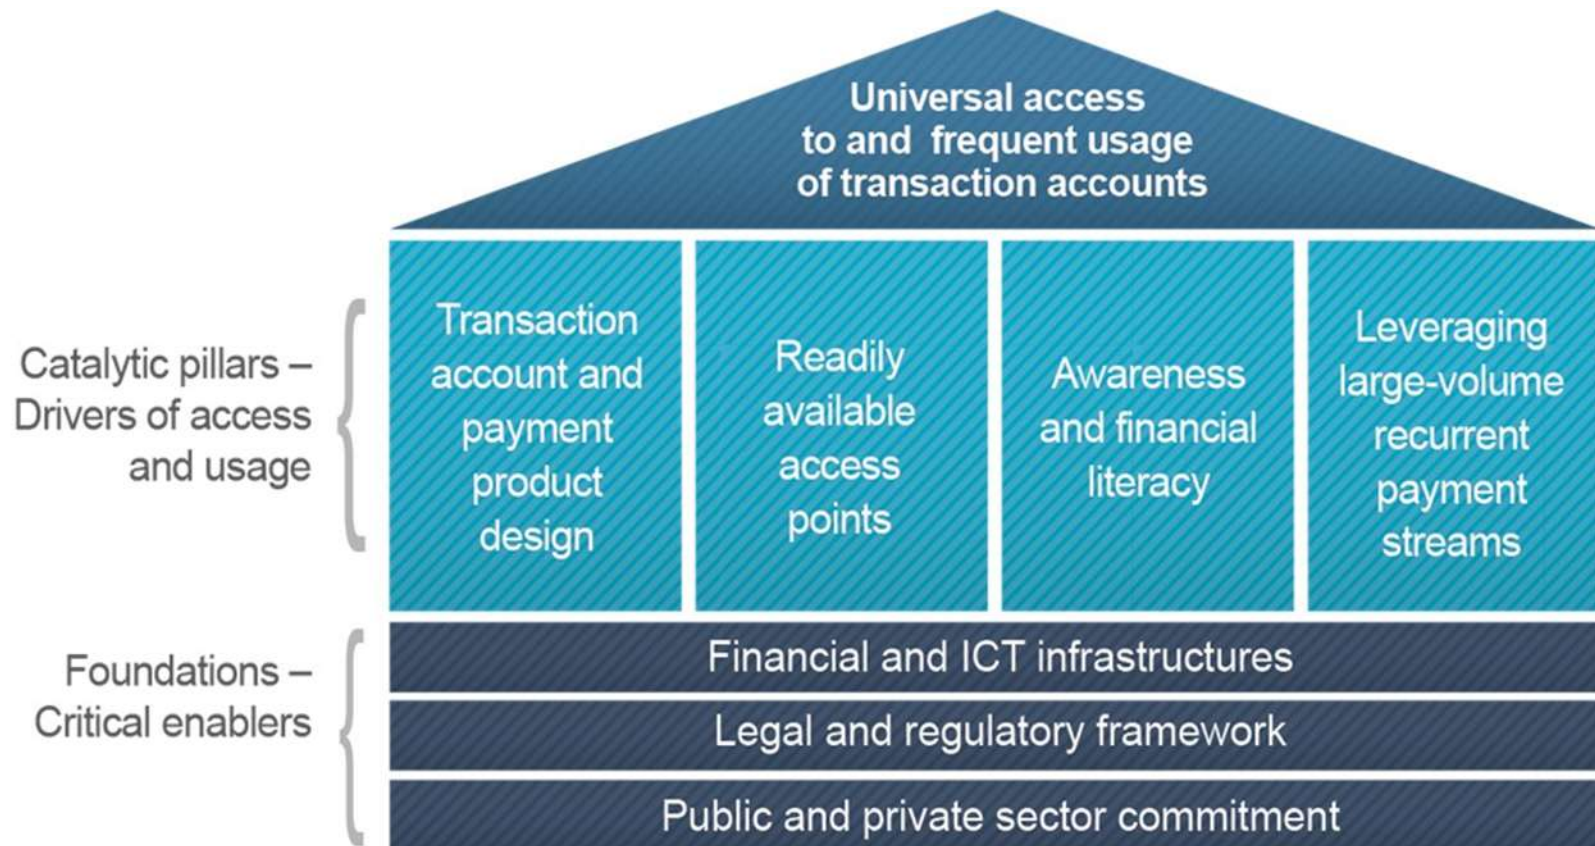 Universal access
to and frequent usage
of transaction accounts
Catalytic pillars –
Drivers of access
and usage
Transaction
account and
payment
product
design
Readily
available
access
points
Awareness
and financial
literacy
Leveraging
large-volume
recurrent
payment
streams
Foundations –
Critical enablers
Financial and ICT infrastructures
Legal and regulatory framework
Public and private sector commitment